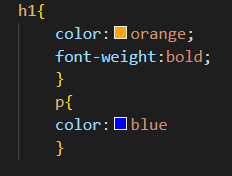 h1{
color:orange;
font-weight:bold;
}
p{
color:blue
}